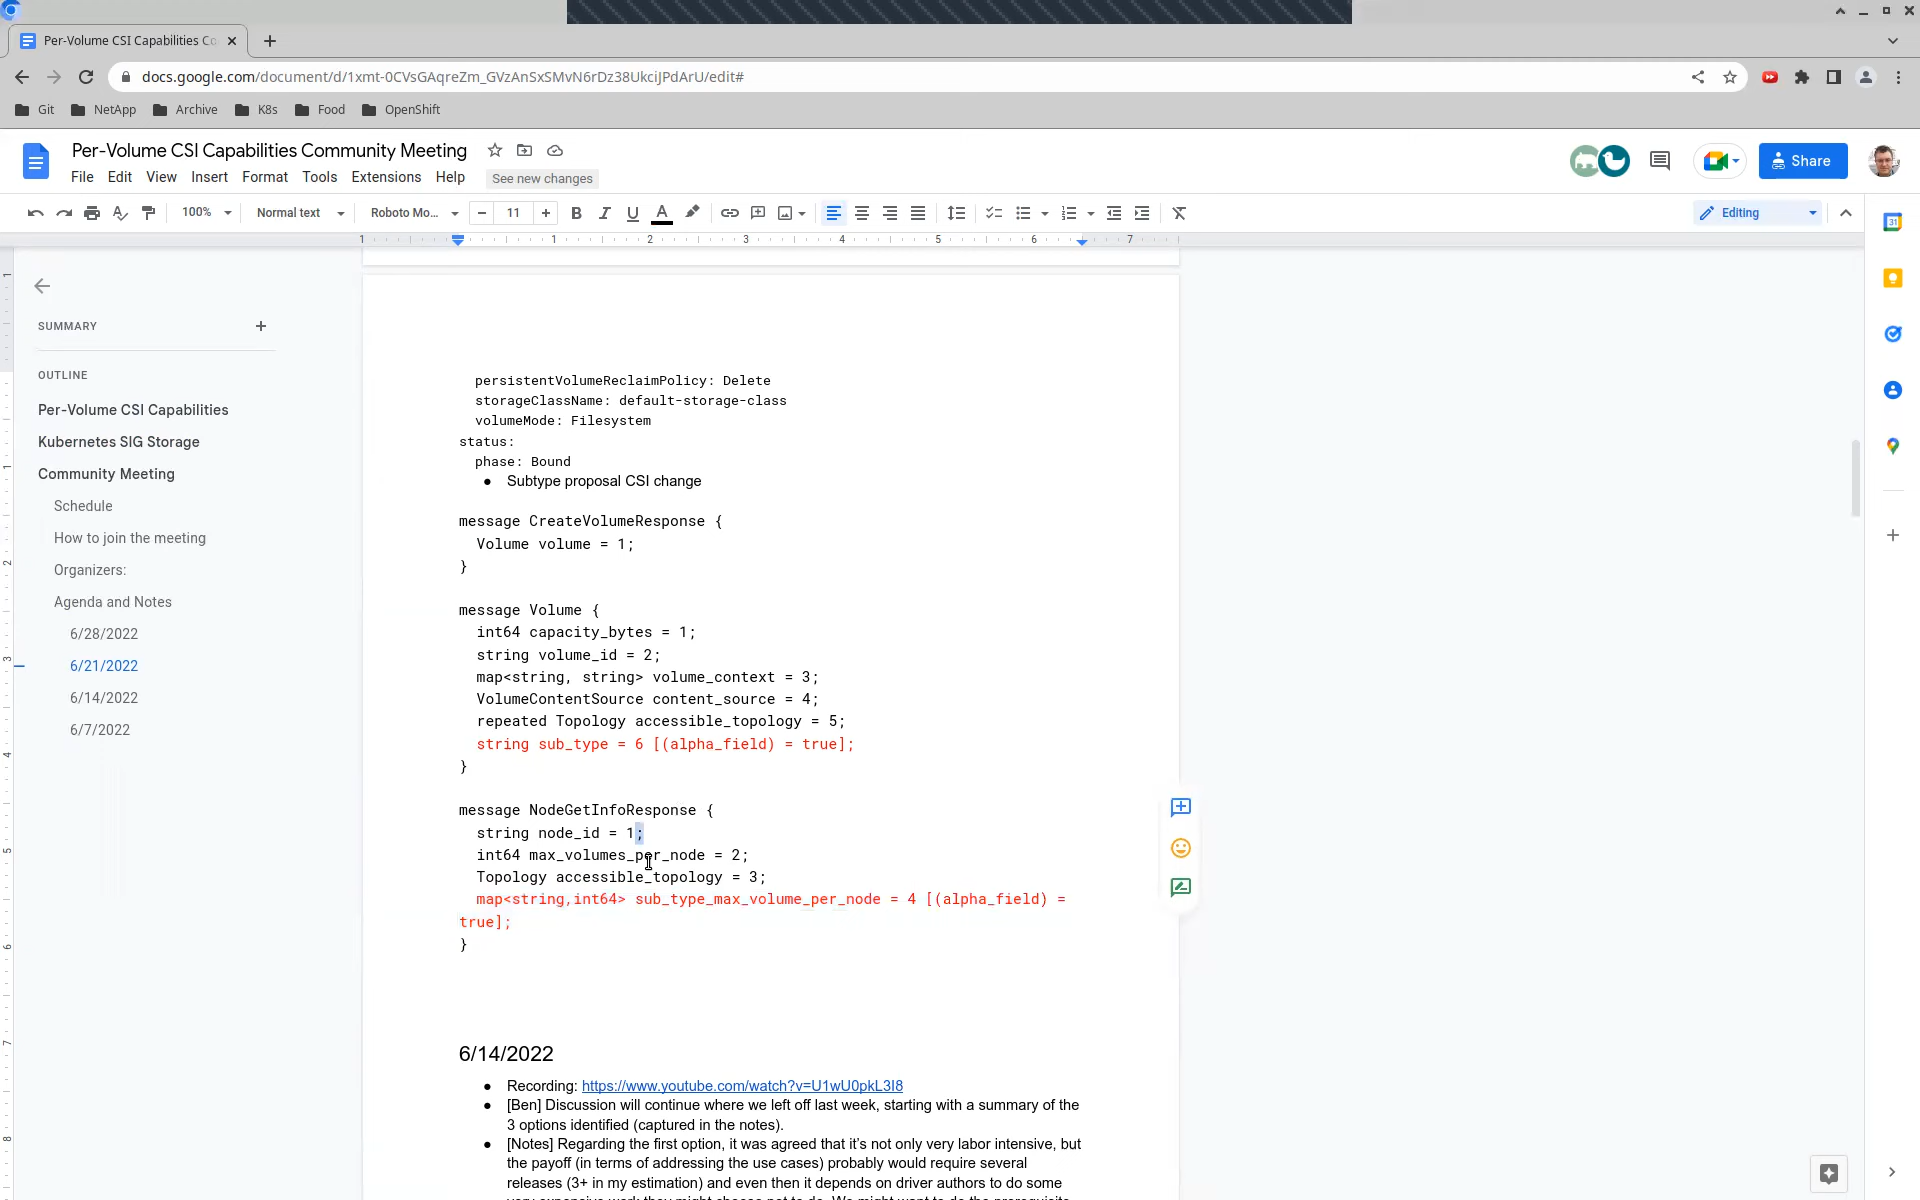 Per-Volume CSI Capabilities Co
docs.google.com/document/d/1xmt-0CVsGAqreZm_GVzAnSxSMvN6rDz38UkciJPdArU/edit#
Git NetApp Archive K8s Food OpenShift
Per-Volume CSI Capabilities Community Meeting
Share
File Edit View Insert Format Tools Extensions Help See new changes
100% Normal text Roboto Mo... 11 Editing
1 1 2 3 4 5 6 7
SUMMARY
OUTLINE
Per-Volume CSI Capabilities
Kubernetes SIG Storage
Community Meeting
Schedule
How to join the meeting
Organizers:
Agenda and Notes
6/28/2022
6/21/2022
6/14/2022
6/7/2022
persistentVolumeReclaimPolicy: Delete
storageClassName: default-storage-class
volumeMode: Filesystem
status:
phase: Bound
● Subtype proposal CSI change
message CreateVolumeResponse {
Volume volume = 1;
}
message Volume {
int64 capacity_bytes = 1;
string volume_id = 2;
map<string, string> volume_context = 3;
VolumeContentSource content_source = 4;
repeated Topology accessible_topology = 5;
string sub_type = 6 [(alpha_field) = true];
}
message NodeGetInfoResponse {
string node_id = 1;
int64 max_volumes_per_node = 2;
Topology accessible_topology = 3;
map<string,int64> sub_type_max_volume_per_node = 4 [(alpha_field) =
true];
}
6/14/2022
● Recording: https://www.youtube.com/watch?v=U1wU0pkL3I8
● [Ben] Discussion will continue where we left off last week, starting with a summary of the
3 options identified (captured in the notes).
● [Notes] Regarding the first option, it was agreed that it's not only very labor intensive, but
the payoff (in terms of addressing the use cases) probably would require several
releases (3+ in my estimation) and even then it depends on driver authors to do some